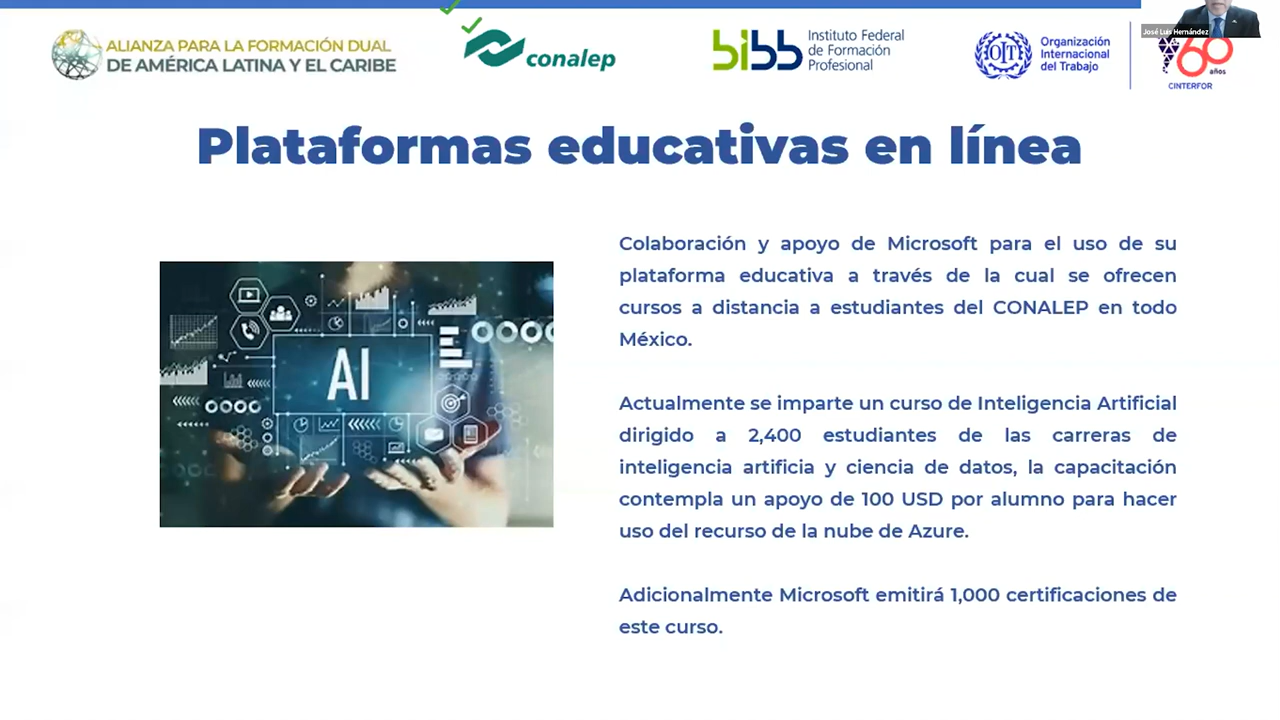 José Luis Hernández
ALIANZA PARA LA FORMACIÓN DUAL
DE AMÉRICA LATINA Y EL CARIBE
conalep
bibb
Instituto Federal
de Formación
Profesional
OIT
Organización
Internacional
del Trabajo
60
años
CINTERFOR
Plataformas educativas en línea
AI
Colaboración y apoyo de Microsoft para el uso de su
plataforma educativa a través de la cual se ofrecen
cursos a distancia a estudiantes del CONALEP en todo
México.
Actualmente se imparte un curso de Inteligencia Artificial
dirigido a 2,400 estudiantes de las carreras de
inteligencia artificia y ciencia de datos, la capacitación
contempla un apoyo de 100 USD por alumno para hacer
uso del recurso de la nube de Azure.
Adicionalmente Microsoft emitirá 1,000 certificaciones de
este curso.